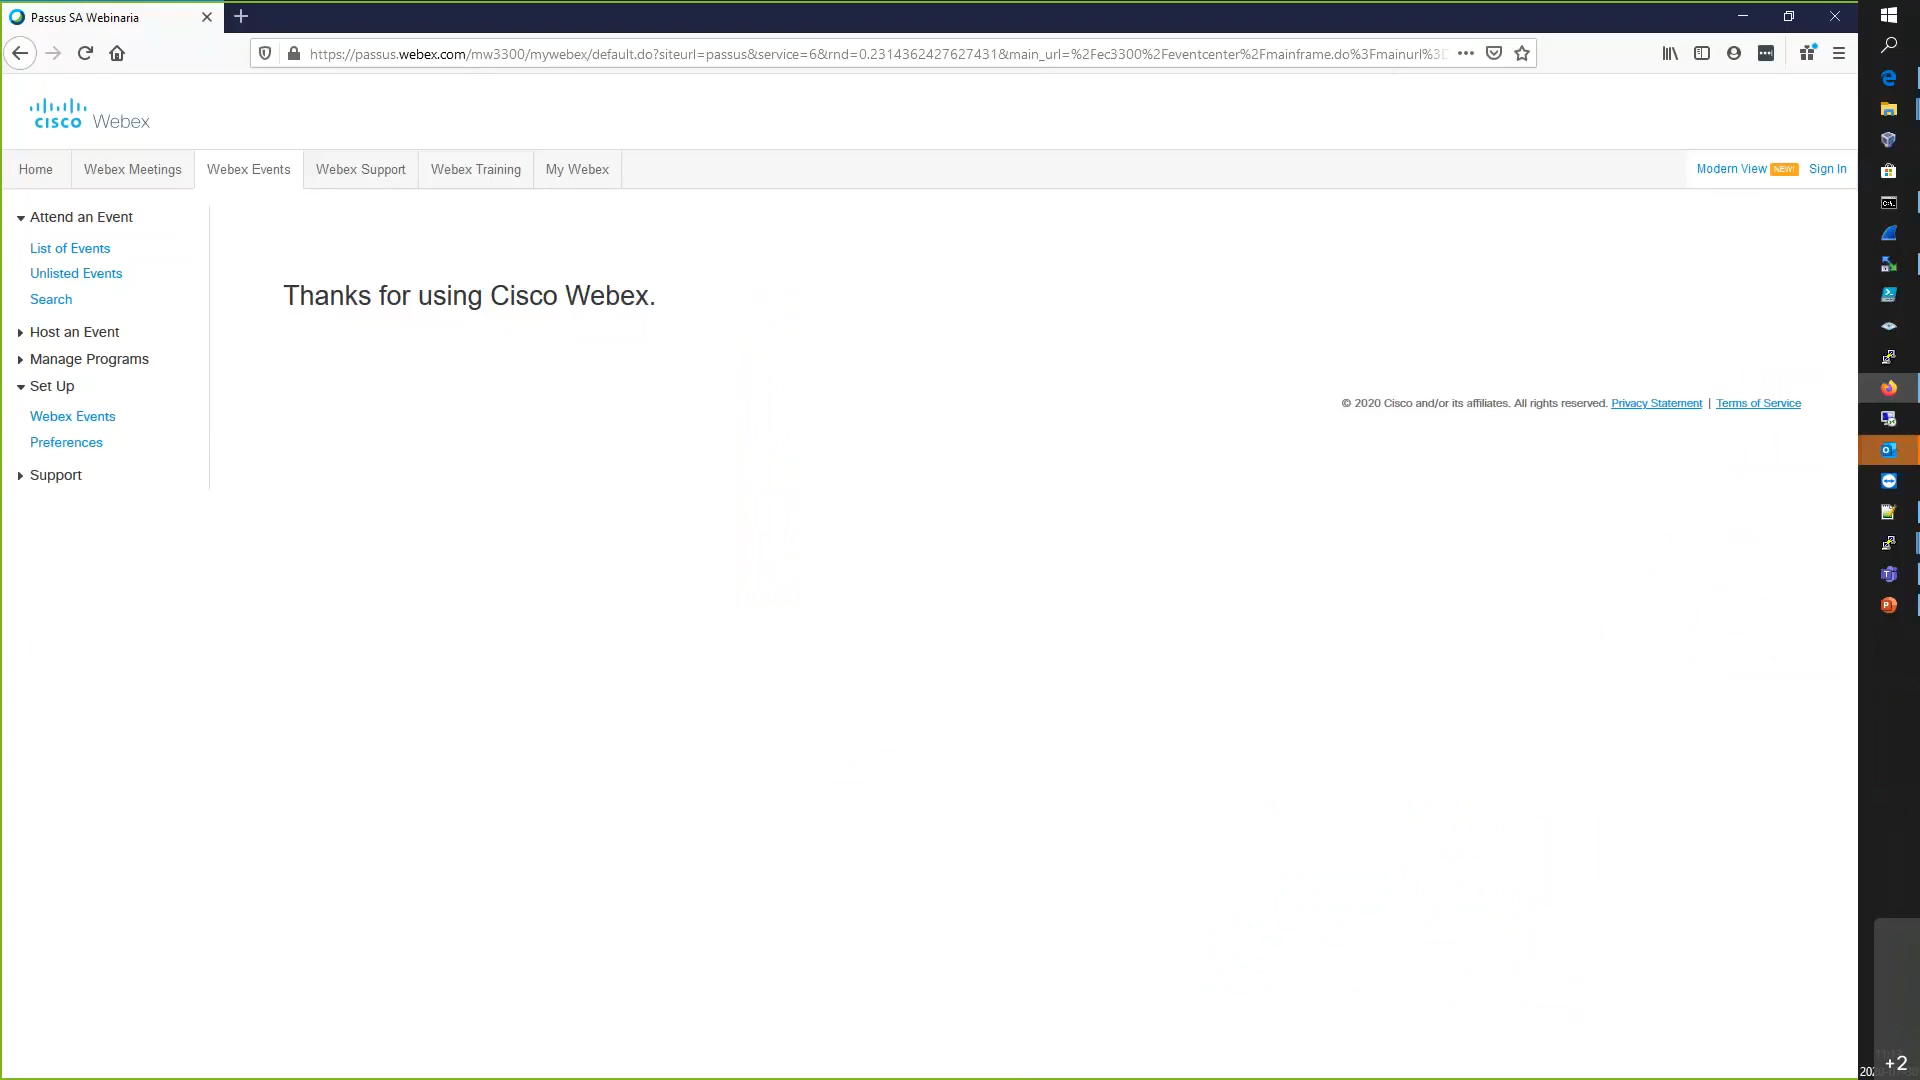 Passus SA Webinaria
https://passus.webex.com/mw3300/mywebex/default.do?siteurl=passus&service=6&rnd=0.2314362427627431&main_url=%2Fec3300%2Feventcenter%2Fmainframe.do%3Fmainurl%3D
cisco Webex
Home
Webex Meetings
Webex Events
Webex Support
Webex Training
My Webex
Modern View NEW!
Sign In
Attend an Event
List of Events
Unlisted Events
Search
Host an Event
Manage Programs
Set Up
Webex Events
Preferences
Support
Thanks for using Cisco Webex.
© 2020 Cisco and/or its affiliates. All rights reserved. Privacy Statement | Terms of Service
+2